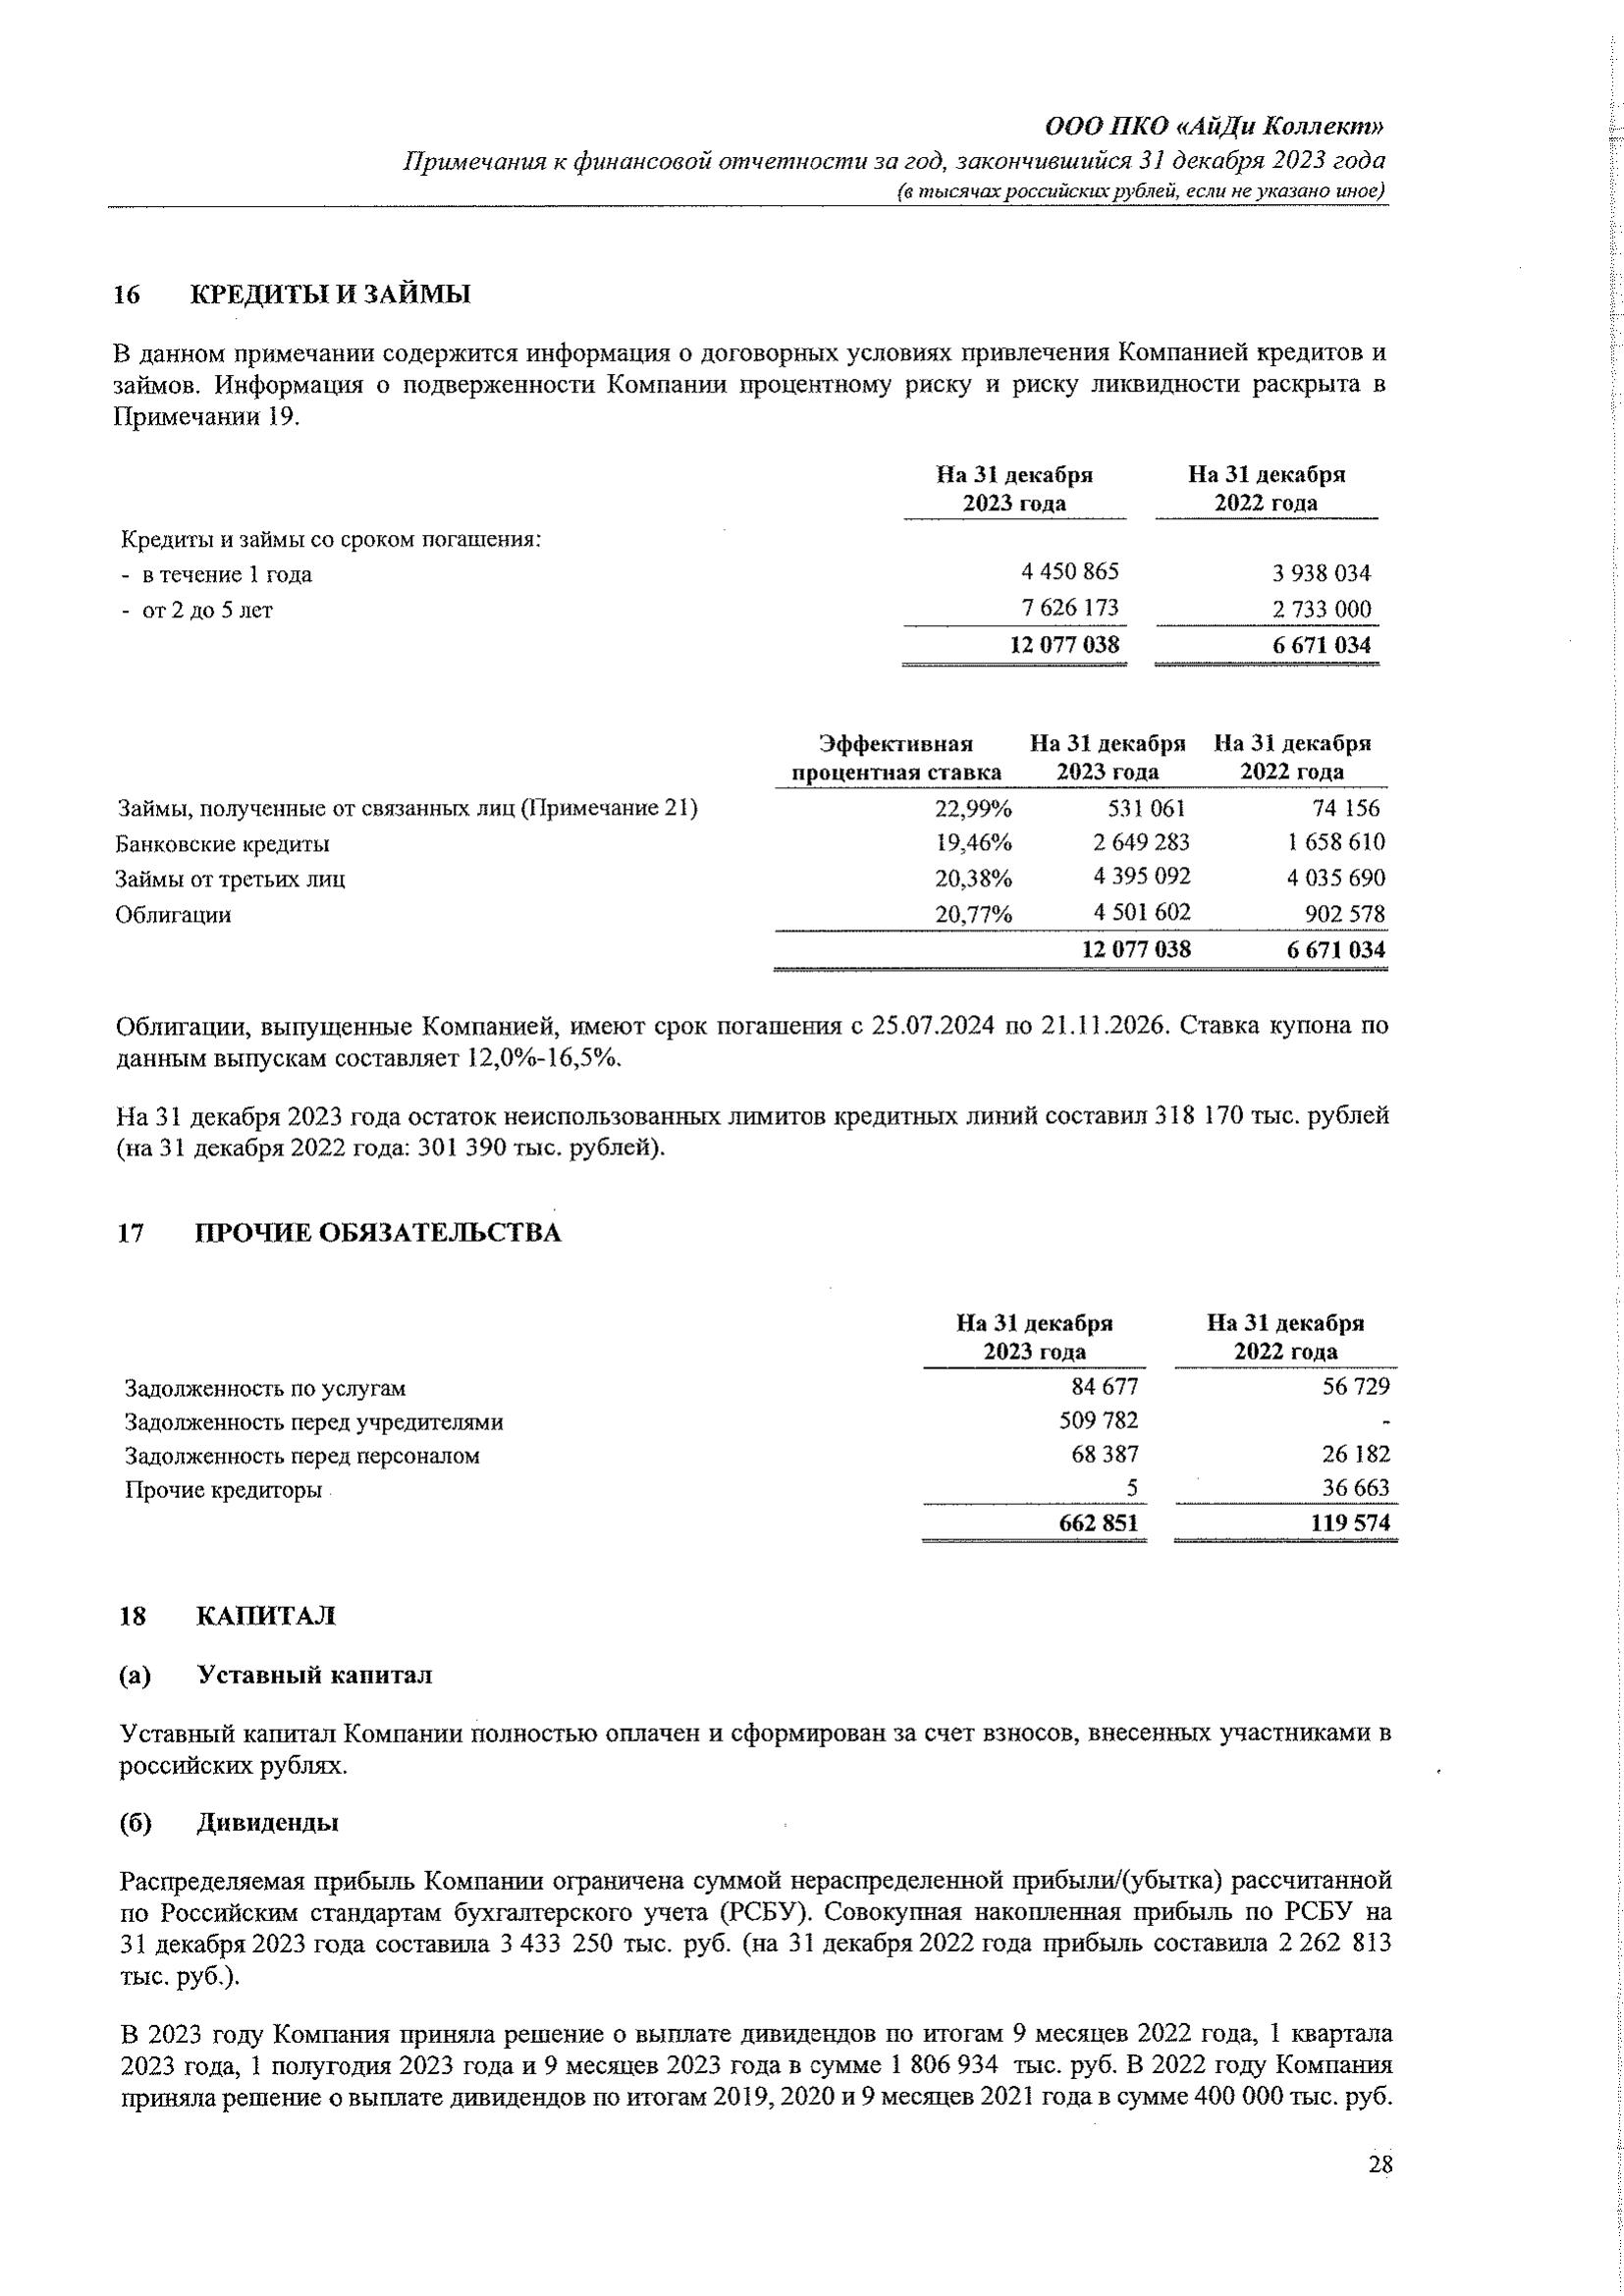 ООО ПКО «АйДи Коллект»
Примечания к финансовой отчетности за год, закончившийся 31 декабря 2023 года
(в тысячах российских рублей, если не указано иное)
16 КРЕДИТЫ И ЗАЙМЫ
В данном примечании содержится информация о договорных условиях привлечения Компанией кредитов и
займов. Информация о подверженности Компании процентному риску и риску ликвидности раскрыта в
Примечании 19.
На 31 декабря На 31 декабря
2023 года 2022 года
Кредиты и займы со сроком погашения:
- в течение 1 года 4 450 865 3 938 034
- от 2 до 5 лет 7 626 173 2 733 000
12 077 038 6 671 034
Эффективная На 31 декабря На 31 декабря
процентная ставка 2023 года 2022 года
Займы, полученные от связанных лиц (Примечание 21) 22,99% 531 061 74 156
Банковские кредиты 19,46% 2 649 283 1 658 610
Займы от третьих лиц 20,38% 4 395 092 4 035 690
Облигации 20,77% 4 501 602 902 578
12 077 038 6 671 034
Облигации, выпущенные Компанией, имеют срок погашения с 25.07.2024 по 21.11.2026. Ставка купона по
данным выпускам составляет 12,0%-16,5%.
На 31 декабря 2023 года остаток неиспользованных лимитов кредитных линий составил 318 170 тыс. рублей
(на 31 декабря 2022 года: 301 390 тыс. рублей).
17 ПРОЧИЕ ОБЯЗАТЕЛЬСТВА
На 31 декабря На 31 декабря
2023 года 2022 года
Задолженность по услугам 84 677 56 729
Задолженность перед учредителями 509 782 -
Задолженность перед персоналом 68 387 26 182
Прочие кредиторы 5 36 663
662 851 119 574
18 КАПИТАЛ
(а) Уставный капитал
Уставный капитал Компании полностью оплачен и сформирован за счет взносов, внесенных участниками в
российских рублях.
(б) Дивиденды
Распределяемая прибыль Компании ограничена суммой нераспределенной прибыли/(убытка) рассчитанной
по Российским стандартам бухгалтерского учета (РСБУ). Совокупная накопленная прибыль по РСБУ на
31 декабря 2023 года составила 3 433 250 тыс. руб. (на 31 декабря 2022 года прибыль составила 2 262 813
тыс. руб.).
В 2023 году Компания приняла решение о выплате дивидендов по итогам 9 месяцев 2022 года, 1 квартала
2023 года, 1 полугодия 2023 года и 9 месяцев 2023 года в сумме 1 806 934 тыс. руб. В 2022 году Компания
приняла решение о выплате дивидендов по итогам 2019, 2020 и 9 месяцев 2021 года в сумме 400 000 тыс. руб.
28